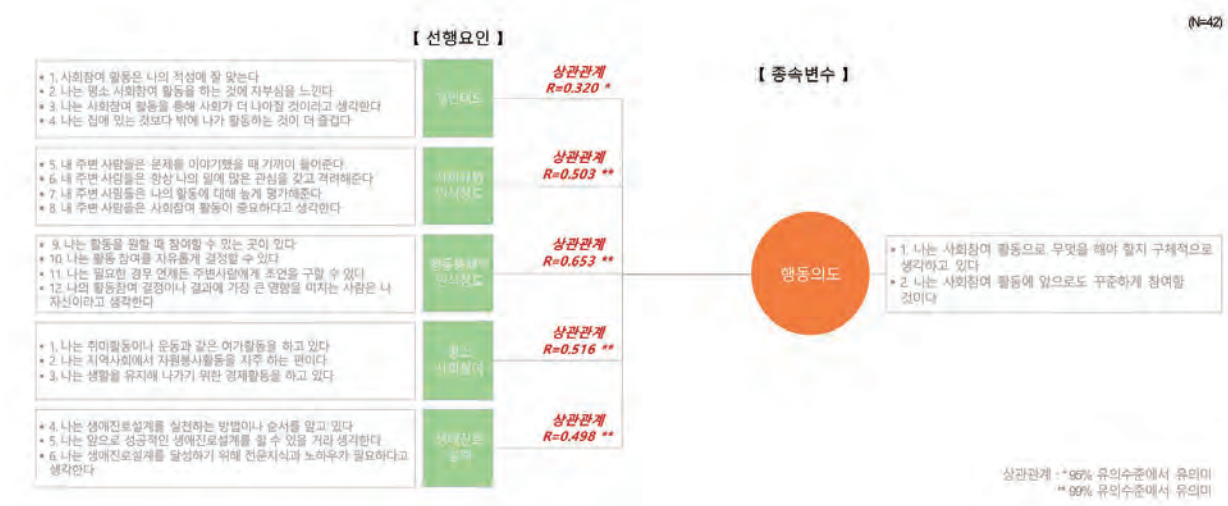 (N=42)
【 선행요인 】
【 종속변수 】
• 1. 사회참여 활동은 나의 적성에 잘 맞는다
• 2. 나는 평소 사회참여 활동을 하는 것에 자부심을 느낀다
• 3. 나는 사회참여 활동을 통해 사회가 더 나아질 것이라고 생각한다
• 4. 나는 집에 있는 것보다 밖에 나가 활동하는 것이 더 즐겁다
개인태도
상관관계
R=0.320 *
• 5. 내 주변 사람들은 문제를 이야기했을 때 기꺼이 들어준다
• 6. 내 주변 사람들은 항상 나의 일에 많은 관심을 갖고 격려해준다
• 7. 내 주변 사람들은 나의 활동에 대해 높게 평가해준다
• 8. 내 주변 사람들은 사회참여 활동이 중요하다고 생각한다
인식정도
상관관계
R=0.503 **
• 9. 나는 활동을 원할 때 참여할 수 있는 곳이 있다
• 10. 나는 활동 참여를 자유롭게 결정할 수 있다
• 11. 나는 필요한 경우 언제든 주변사람에게 조언을 구할 수 있다
• 12. 나의 활동참여 결정이나 결과에 가장 큰 영향을 미치는 사람은 나
자신이라고 생각한다
인식정도
상관관계
R=0.653 **
행동의도
• 1. 나는 사회참여 활동으로 무엇을 해야 할지 구체적으로
생각하고 있다
• 2. 나는 사회참여 활동에 앞으로도 꾸준하게 참여할
것이다
• 1. 나는 취미활동이나 운동과 같은 여가활동을 하고 있다
• 2. 나는 지역사회에서 자원봉사활동을 자주 하는 편이다
• 3. 나는 생활을 유지해 나가기 위한 경제활동을 하고 있다
평소
사회참여
상관관계
R=0.516 **
• 4. 나는 생애진로설계를 실천하는 방법이나 순서를 알고 있다
• 5. 나는 앞으로 성공적인 생애진로설계를 할 수 있을 거라 생각한다
• 6. 나는 생애진로설계를 달성하기 위해 전문지식과 노하우가 필요하다고
생각한다
생애진로
설계
상관관계
R=0.498 **
상관관계 : * 95% 유의수준에서 유의미
** 99% 유의수준에서 유의미